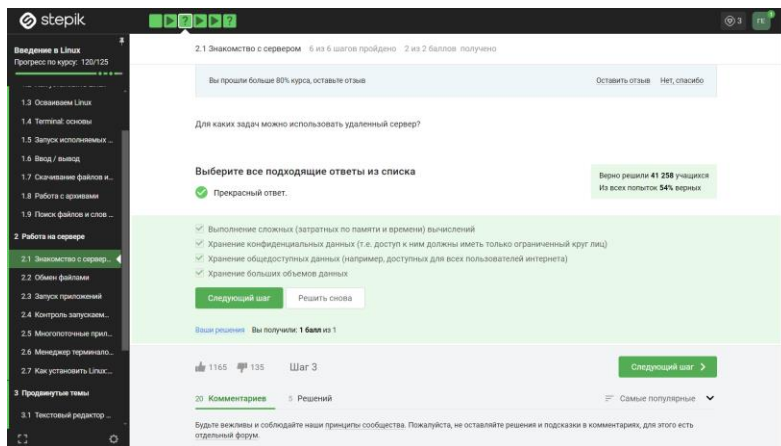 stepik
3
ГЕ
Введение в Linux
Прогресс по курсу: 120/125
1.3 Осваиваем Linux
1.4 Terminal: основы
1.5 Запуск исполняемых ...
1.6 Ввод / вывод
1.7 Скачивание файлов и...
1.8 Работа с архивами
1.9 Поиск файлов и слов ...
2 Работа на сервере
2.1 Знакомство с сервер...
2.2 Обмен файлами
2.3 Запуск приложений
2.4 Контроль запускаем...
2.5 Многопоточные прил...
2.6 Менеджер терминало...
2.7 Как установить Linux:...
3 Продвинутые темы
3.1 Текстовый редактор ...
2.1 Знакомство с сервером 6 из 6 шагов пройдено 2 из 2 баллов получено
Вы прошли больше 80% курса, оставьте отзыв Оставить отзыв Нет, спасибо
Для каких задач можно использовать удаленный сервер?
Выберите все подходящие ответы из списка
Прекрасный ответ.
Верно решили 41 258 учащихся
Из всех попыток 54% верных
Выполнение сложных (затратных по памяти и времени) вычислений
Хранение конфиденциальных данных (т.е. доступ к ним должны иметь только ограниченный круг лиц)
Хранение общедоступных данных (например, доступных для всех пользователей интернета)
Хранение больших объемов данных
Следующий шаг Решить снова
Ваши решения Вы получили: 1 балл из 1
1165 135 Шаг 3 Следующий шаг
20 Комментариев 5 Решений Самые популярные
Будьте вежливы и соблюдайте наши принципы сообщества. Пожалуйста, не оставляйте решения и подсказки в комментариях, для этого есть
отдельный форум.